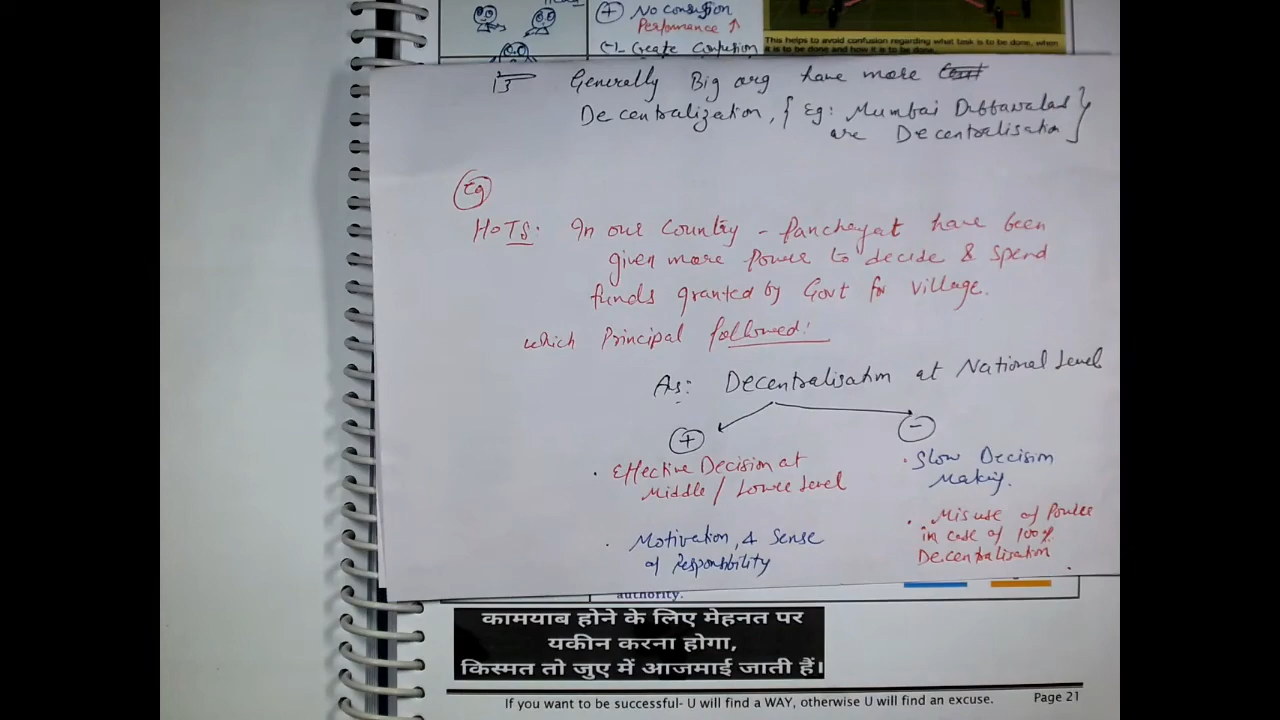 ⊕ No confusion
Performance ↑
(-) Create Confusion
This helps to avoid confusion regarding what task is to be done, when
it is to be done and how it is to be done.
Generally Big org have more
Decentralization, { Eg: Mumbai Dabbawalas }
are Decentralisation
Eg
HOTS: In our Country - Panchayat have been
given more Power to decide & spend
funds granted by Govt for village.
which Principal followed:
As: Decentralisation at National Level
+
-
· Effective Decision at
Middle / Lower Level
· Motivation, & Sense
of Responsibility
· Slow Decision
Making.
· Misuse of Power
in case of 100%
Decentralisation.
authority.
कामयाब होने के लिए मेहनत पर
यकीन करना होगा,
किस्मत तो जुए में आजमाई जाती हैं।
If you want to be successful- U will find a WAY, otherwise U will find an excuse.
Page 21